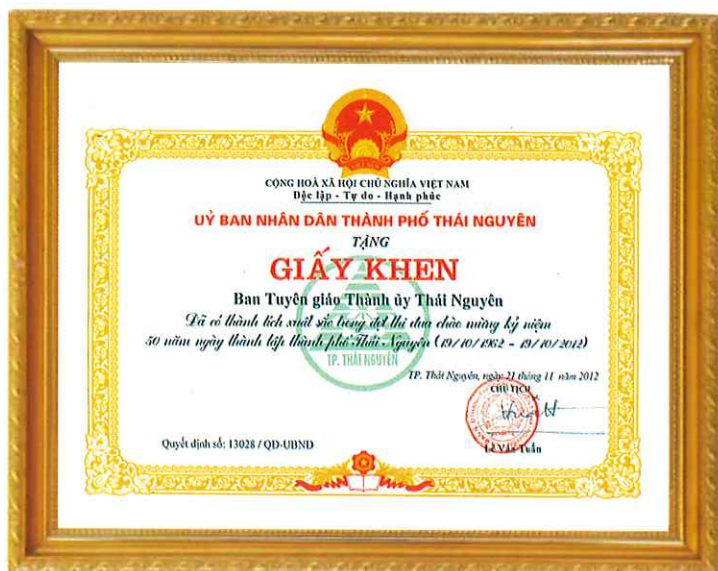 CỘNG HOÀ XÃ HỘI CHỦ NGHĨA VIỆT NAM
Độc lập - Tự do - Hạnh phúc
UỶ BAN NHÂN DÂN THÀNH PHỐ THÁI NGUYÊN
TẶNG
GIẤY KHEN
Ban Tuyên giáo Thành ủy Thái Nguyên
Đã có thành tích xuất sắc trong đợt thi đua chào mừng kỷ niệm
50 năm ngày thành lập thành phố Thái Nguyên (19/10/1962 - 19/10/2012)
TP. THÁI NGUYÊN
TP. Thái Nguyên, ngày 21 tháng 11 năm 2012
CHỦ TỊCH
Quyết định số: 13028 / QĐ-UBND
Lê Văn Tuấn